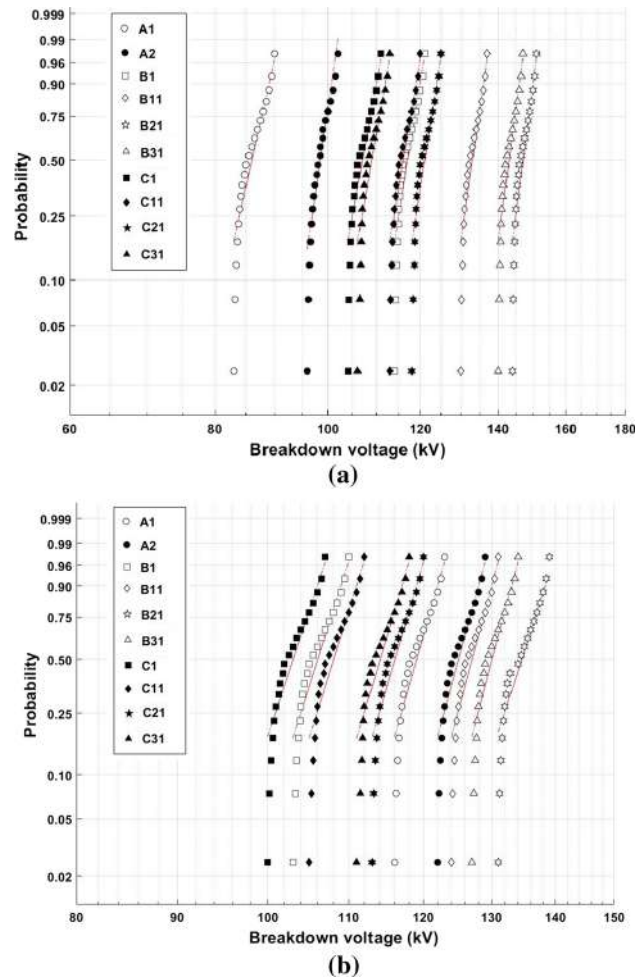 0.999
0.99
0.96
0.90
0.75
0.50
0.25
0.10
0.05
0.02
Probability
A1
A2
B1
B11
B21
B31
C1
C11
C21
C31
60
80
100
120
140
160
180
Breakdown voltage (kV)
(a)
0.999
0.99
0.96
0.90
0.75
0.50
0.25
0.10
0.05
0.02
Probability
A1
A2
B1
B11
B21
B31
C1
C11
C21
C31
80
90
100
110
120
130
140
150
Breakdown voltage (kV)
(b)